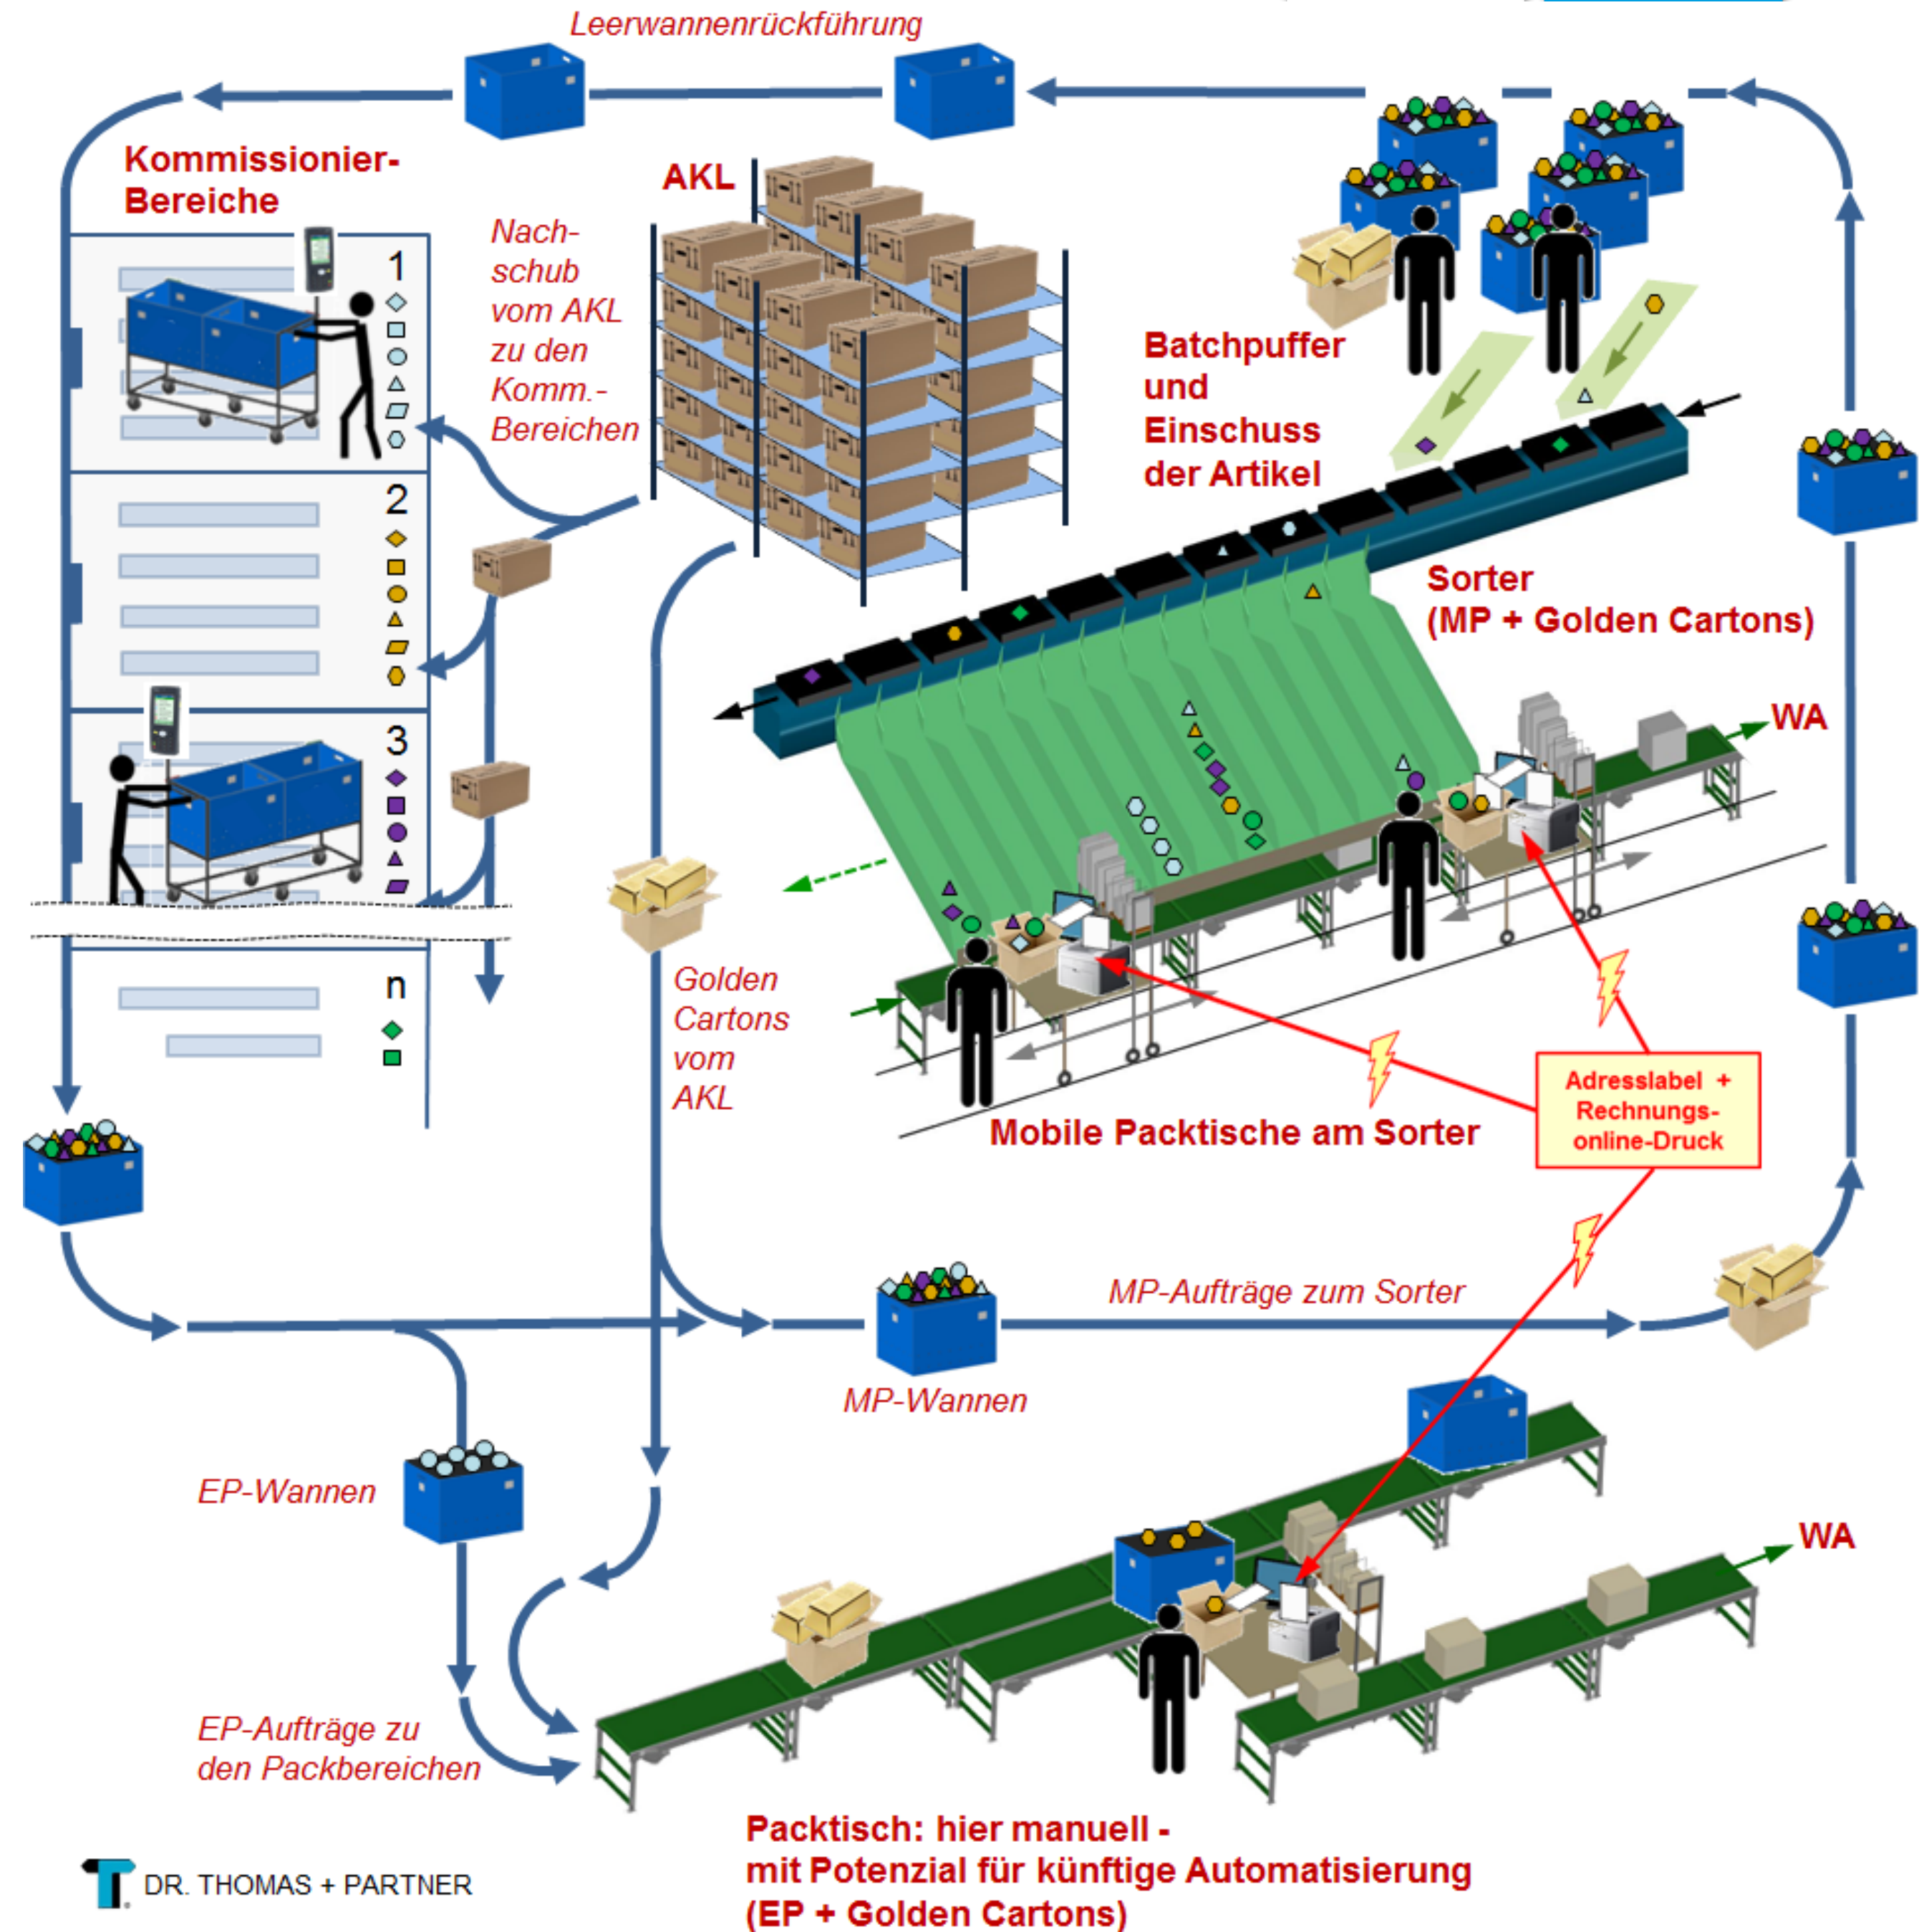 Leerwannenrückführung
Kommissionier-
Bereiche
1
2
3
n
Nach-
schub
vom AKL
zu den
Komm.-
Bereichen
AKL
Batchpuffer
und
Einschuss
der Artikel
Sorter
(MP + Golden Cartons)
WA
Golden
Cartons
vom
AKL
Mobile Packtische am Sorter
Adresslabel +
Rechnungs-
online-Druck
MP-Aufträge zum Sorter
MP-Wannen
EP-Wannen
WA
EP-Aufträge zu
den Packbereichen
Packtisch: hier manuell -
mit Potenzial für künftige Automatisierung
(EP + Golden Cartons)
DR. THOMAS + PARTNER